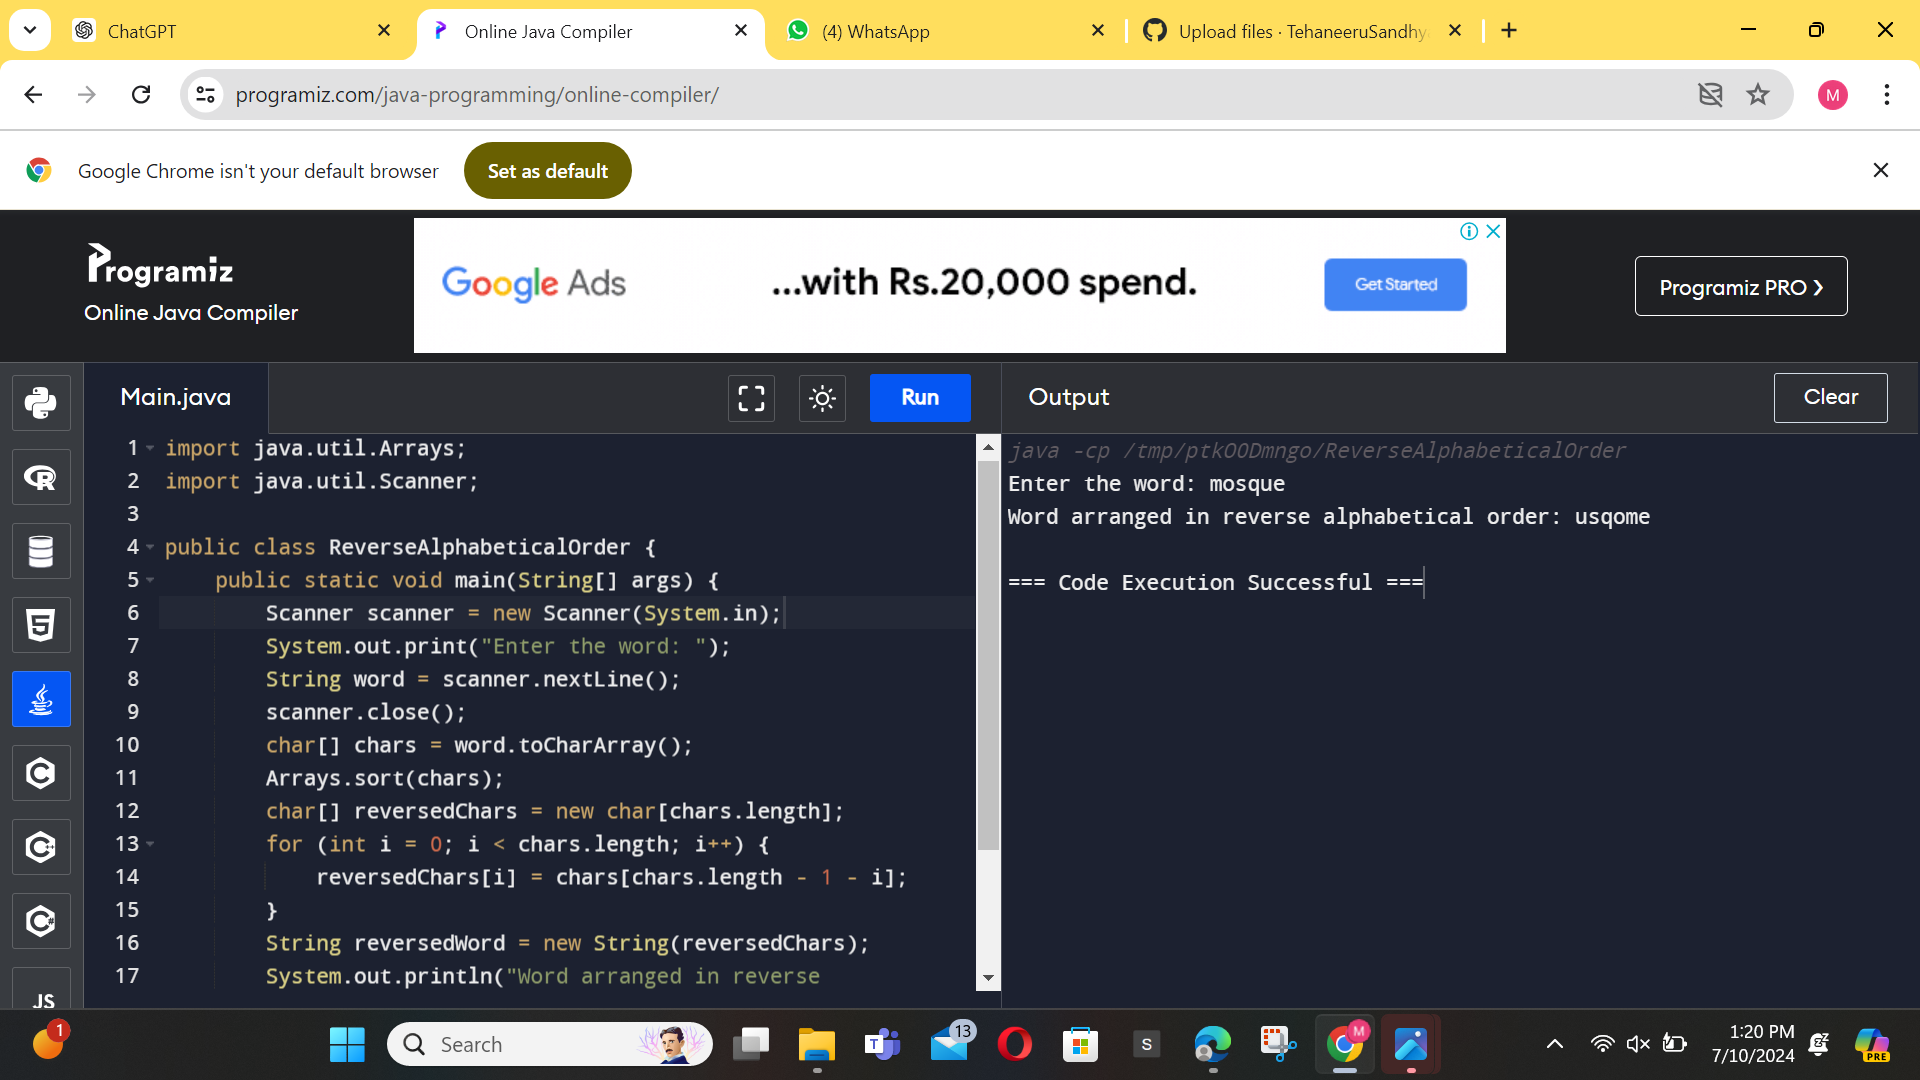 ChatGPT
Online Java Compiler
(4) WhatsApp
Upload files · TehaneeruSandhy
programiz.com/java-programming/online-compiler/
M
Google Chrome isn't your default browser
Set as default
Programiz
Online Java Compiler
Google Ads
...with Rs.20,000 spend.
Get Started
Programiz PRO ❯
Main.java
Run
Output
Clear
1 import java.util.Arrays;
2 import java.util.Scanner;
3
4 public class ReverseAlphabeticalOrder {
5 public static void main(String[] args) {
6 Scanner scanner = new Scanner(System.in);
7 System.out.print("Enter the word: ");
8 String word = scanner.nextLine();
9 scanner.close();
10 char[] chars = word.toCharArray();
11 Arrays.sort(chars);
12 char[] reversedChars = new char[chars.length];
13 for (int i = 0; i < chars.length; i++) {
14 reversedChars[i] = chars[chars.length - 1 - i];
15 }
16 String reversedWord = new String(reversedChars);
17 System.out.println("Word arranged in reverse
java -cp /tmp/ptkOODmngo/ReverseAlphabeticalOrder
Enter the word: mosque
Word arranged in reverse alphabetical order: usqome
=== Code Execution Successful ===
R
5
C
C++
C#
JS
1
Search
T
13
S
M
1:20 PM
7/10/2024
PRE